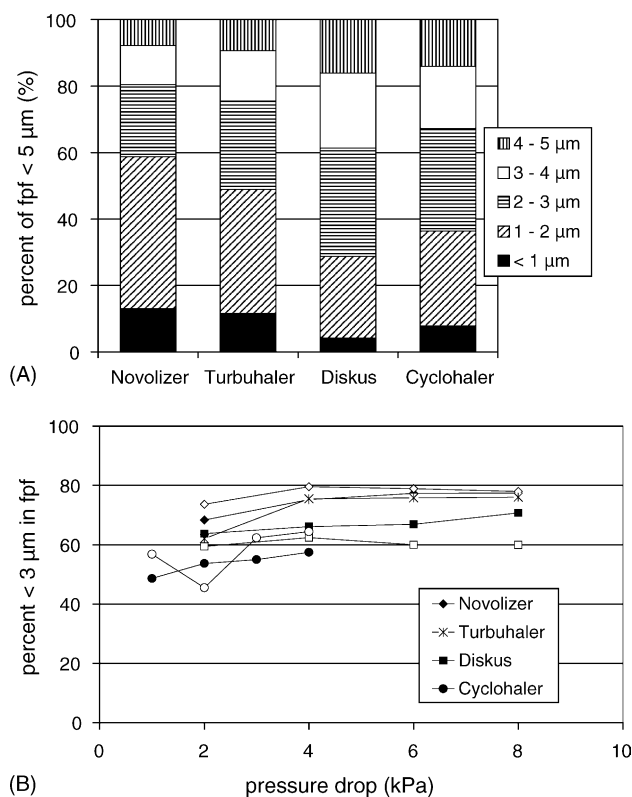 100
80
60
40
20
0
percent of fpf < 5 µm (%)
4 - 5 µm
3 - 4 µm
2 - 3 µm
1 - 2 µm
< 1 µm
Novolizer Turbuhaler Diskus Cyclohaler
(A)
100
80
60
40
20
0
percent < 3 µm in fpf
Novolizer
Turbuhaler
Diskus
Cyclohaler
0 2 4 6 8 10
pressure drop (kPa)
(B)